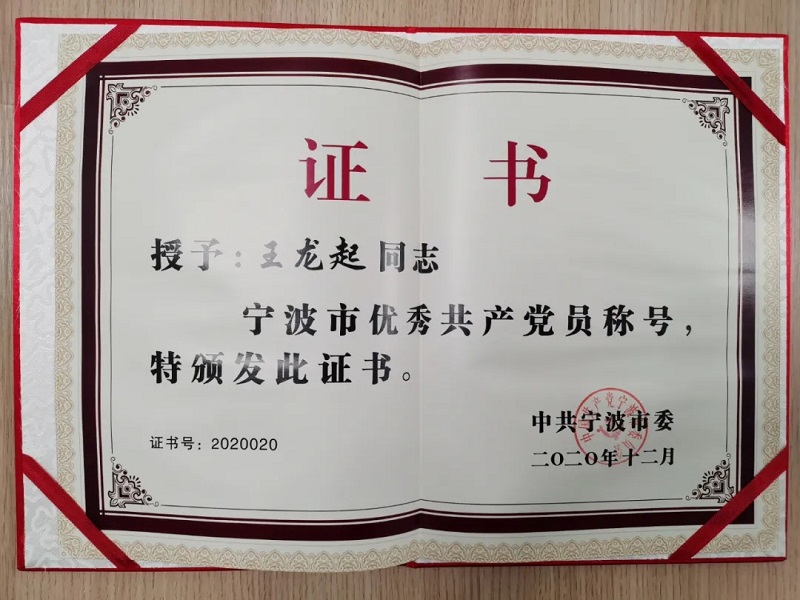 证书
授予：王龙起同志
宁波市优秀共产党员称号，
特颁发此证书。
中共宁波市委
证书号：2020020
二〇二〇年十二月